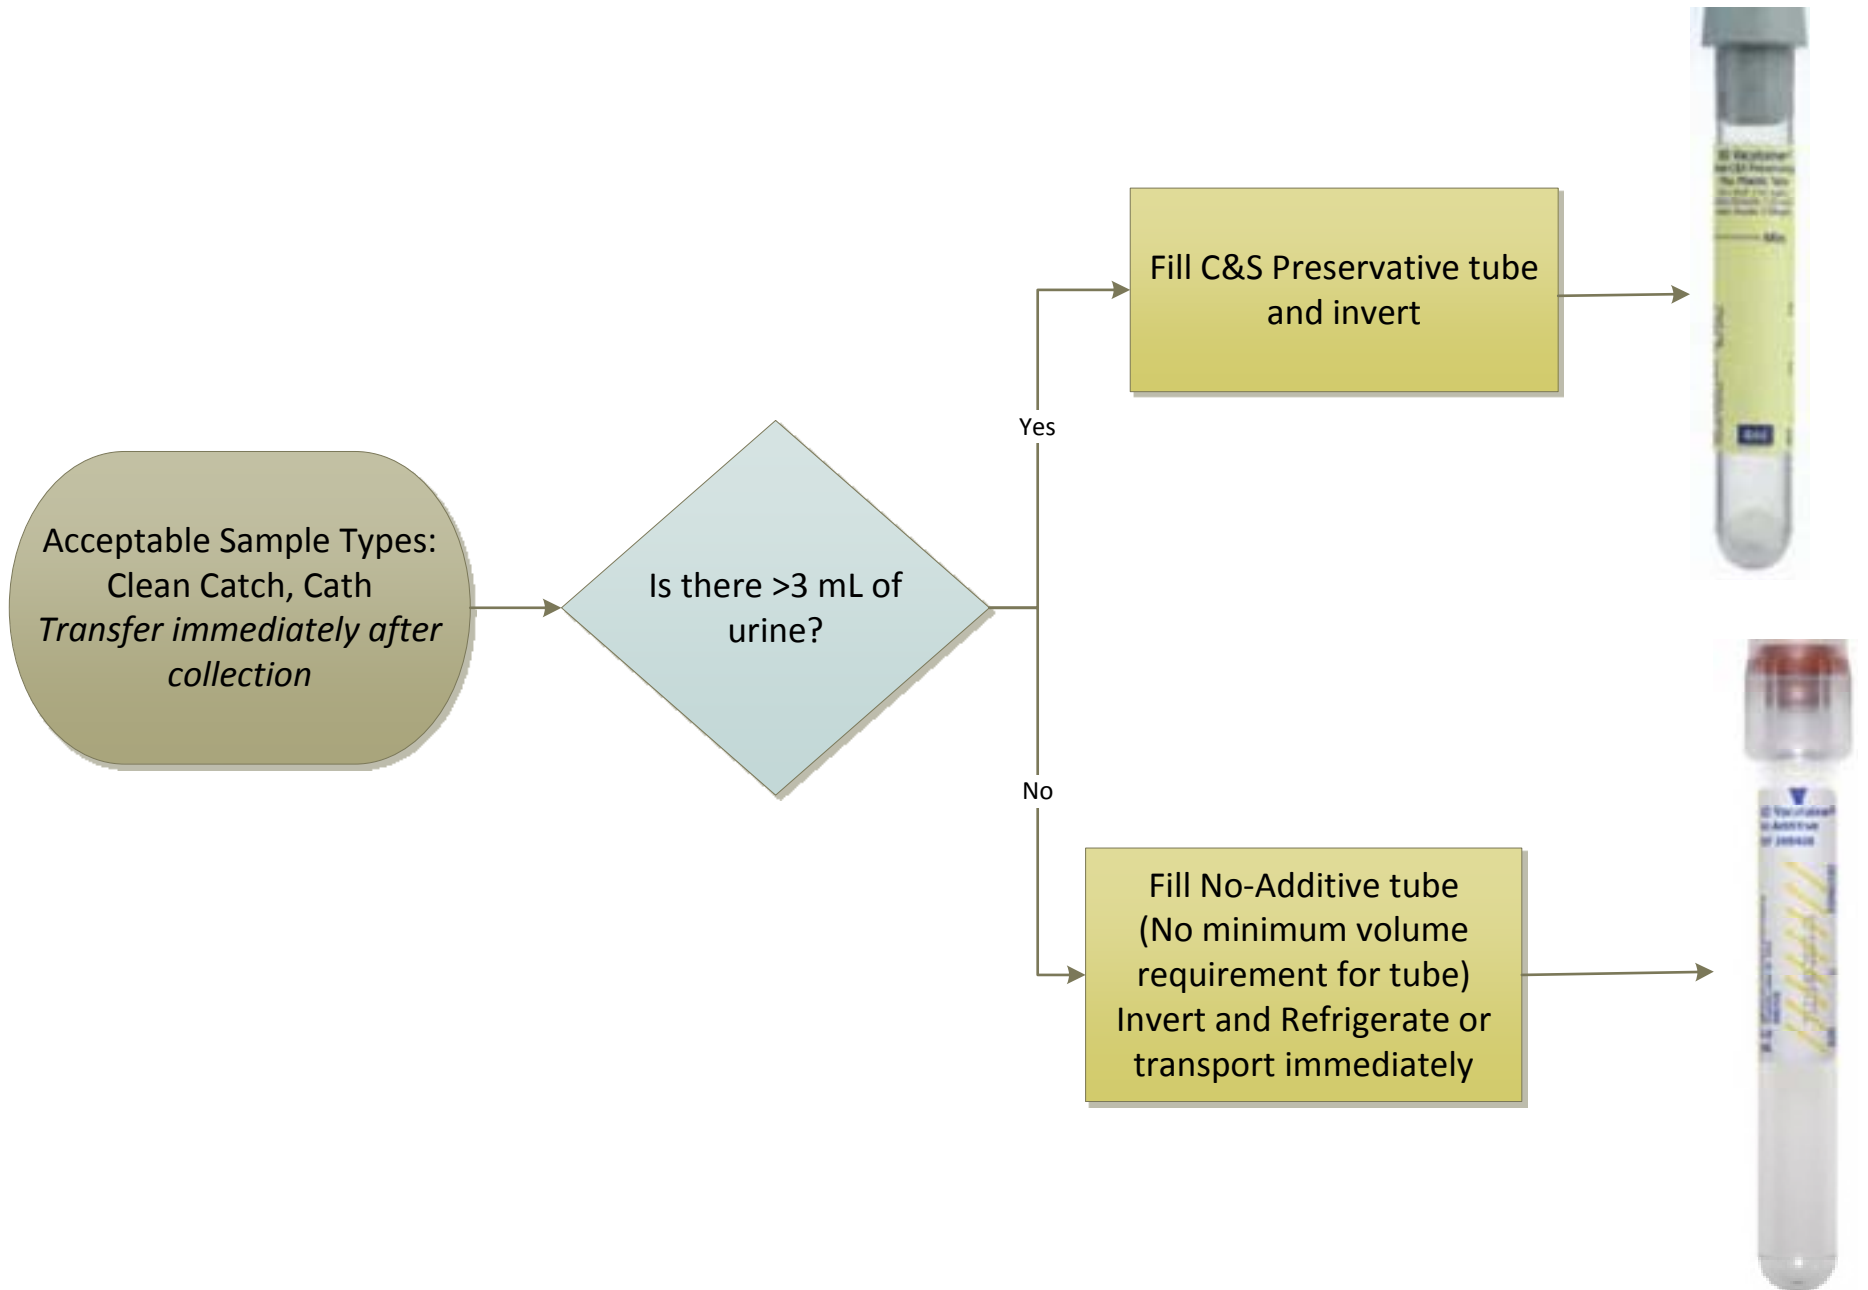 Acceptable Sample Types:
Clean Catch, Cath
Transfer immediately after
collection
Is there >3 mL of
urine?
Yes
Fill C&S Preservative tube
and invert
No
Fill No-Additive tube
(No minimum volume
requirement for tube)
Invert and Refrigerate or
transport immediately
Min